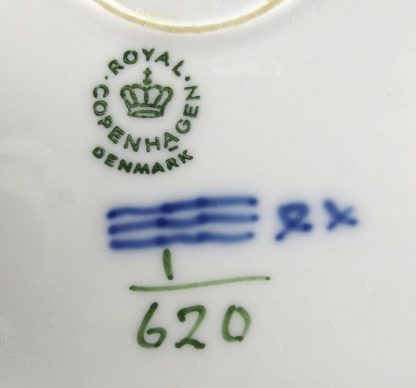 ROYAL
COPENHAGEN
DENMARK
1
620